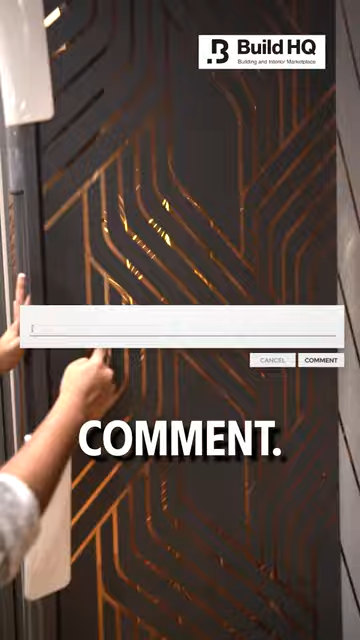 Build HQ
Building and Interior Marketplace
CANCEL
COMMENT
COMMENT.